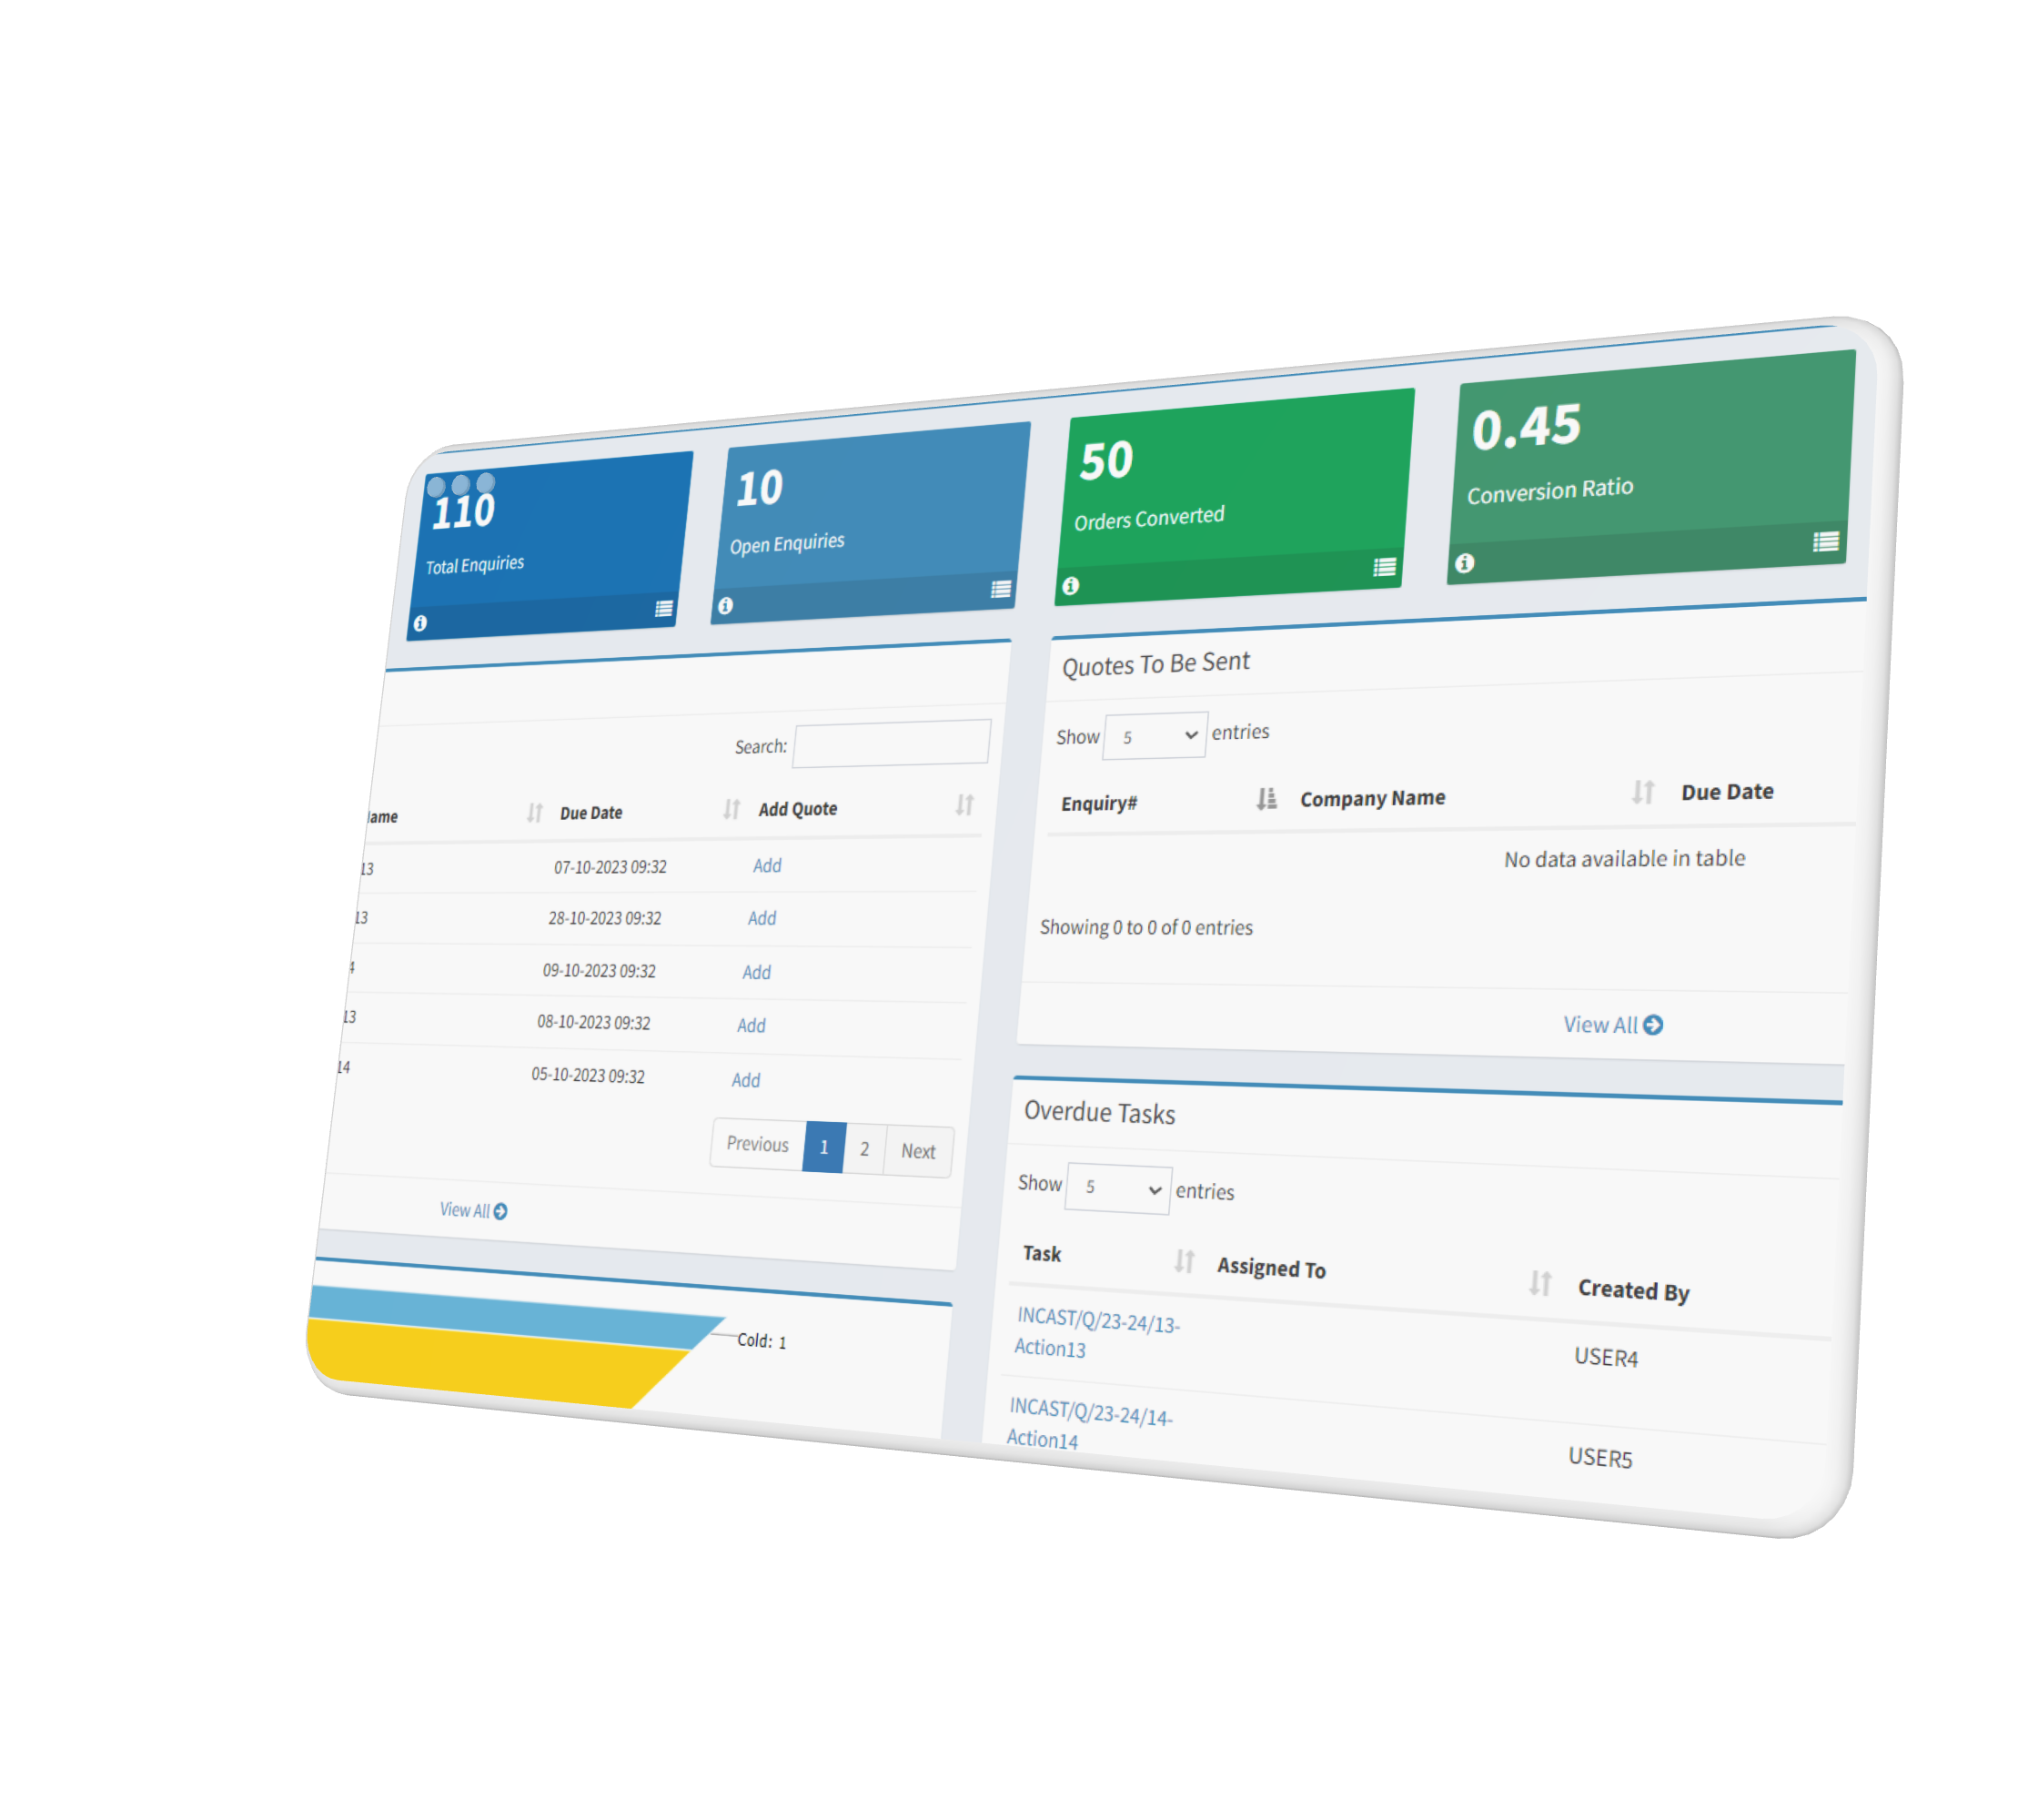 110
Total Enquiries
10
Open Enquiries
50
Orders Converted
0.45
Conversion Ratio
Search:
Due Date Add Quote
13 07-10-2023 09:32 Add
13 28-10-2023 09:32 Add
4 09-10-2023 09:32 Add
13 08-10-2023 09:32 Add
14 05-10-2023 09:32 Add
Previous 1 2 Next
View All
Cold: 1
Quotes To Be Sent
Show 5 entries
Enquiry# Company Name Due Date
No data available in table
Showing 0 to 0 of 0 entries
View All
Overdue Tasks
Show 5 entries
Task Assigned To Created By
INCAST/Q/23-24/13-
Action13
USER4
INCAST/Q/23-24/14-
Action14
USER5